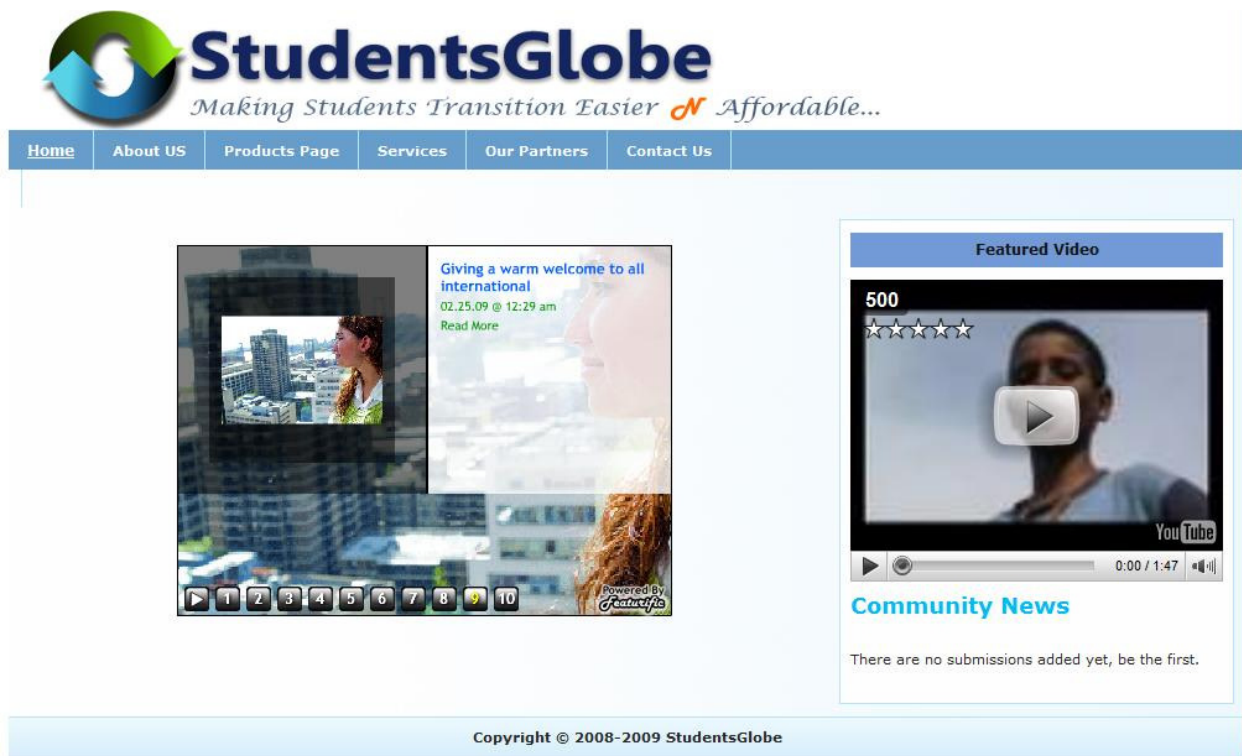 StudentsGlobe
Making Students Transition Easier N Affordable...
Home About US Products Page Services Our Partners Contact Us
Giving a warm welcome to all
international
02.25.09 @ 12:29 am
Read More
1 2 3 4 5 6 7 8 9 10
Powered By
Featurific
Featured Video
500
YouTube
0:00 / 1:47
Community News
There are no submissions added yet, be the first.
Copyright © 2008-2009 StudentsGlobe